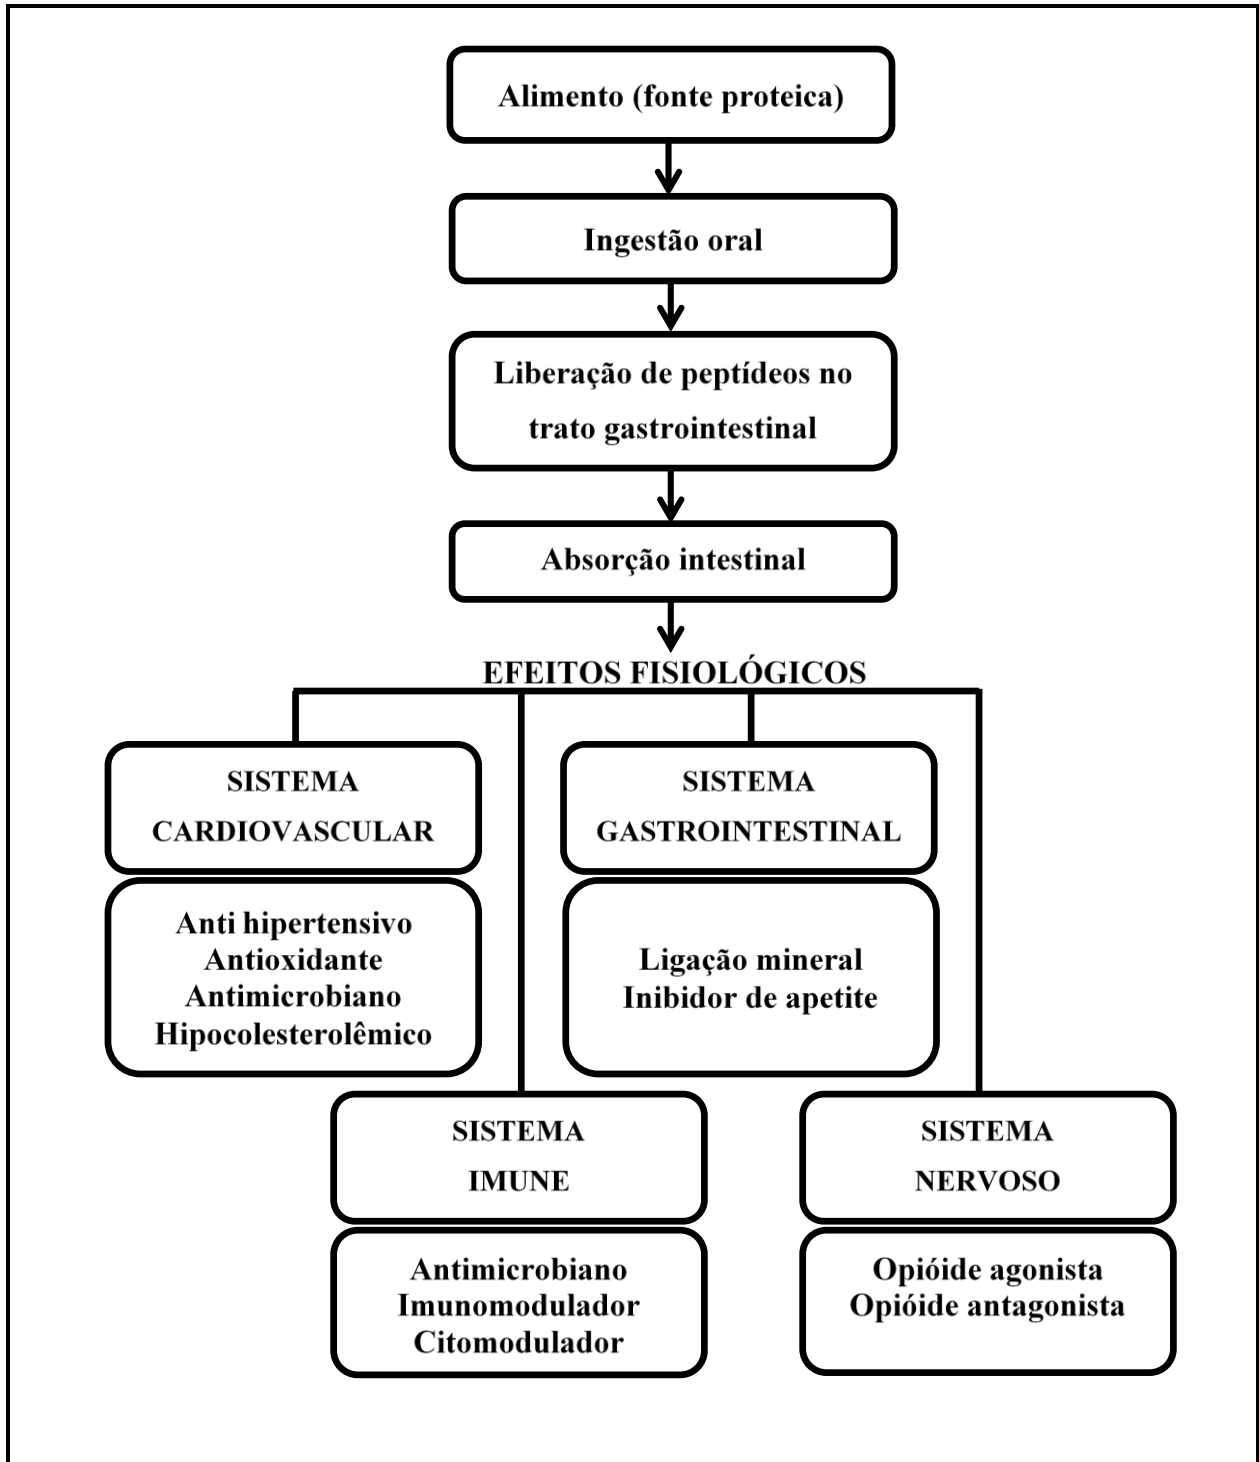 Alimento (fonte proteica)
Ingestão oral
Liberação de peptídeos no
trato gastrointestinal
Absorção intestinal
EFEITOS FISIOLÓGICOS
SISTEMA
CARDIOVASCULAR
Anti hipertensivo
Antioxidante
Antimicrobiano
Hipocolesterolêmico
SISTEMA
GASTROINTESTINAL
Ligação mineral
Inibidor de apetite
SISTEMA
IMUNE
Antimicrobiano
Imunomodulador
Citomodulador
SISTEMA
NERVOSO
Opióide agonista
Opióide antagonista